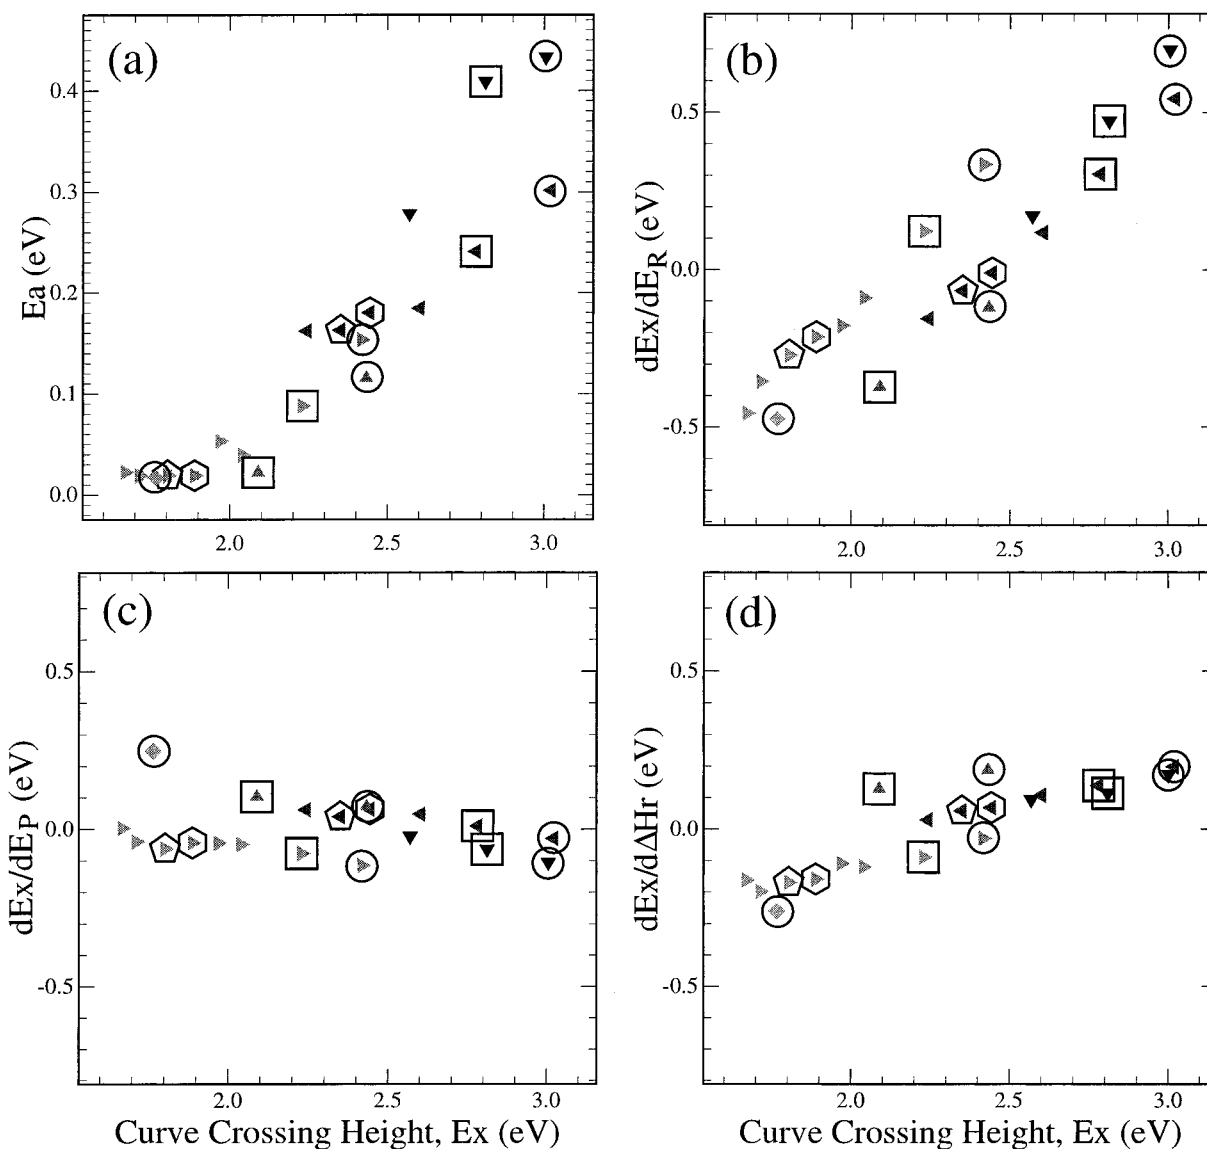 (a)
0.4
0.3
0.2
0.1
0.0
Ea (eV)
2.0
2.5
3.0
(b)
0.5
0.0
-0.5
dEx/dE_R (eV)
2.0
2.5
3.0
(c)
0.5
0.0
-0.5
dEx/dE_P (eV)
2.0
2.5
3.0
Curve Crossing Height, Ex (eV)
(d)
0.5
0.0
-0.5
dEx/dΔHr (eV)
2.0
2.5
3.0
Curve Crossing Height, Ex (eV)